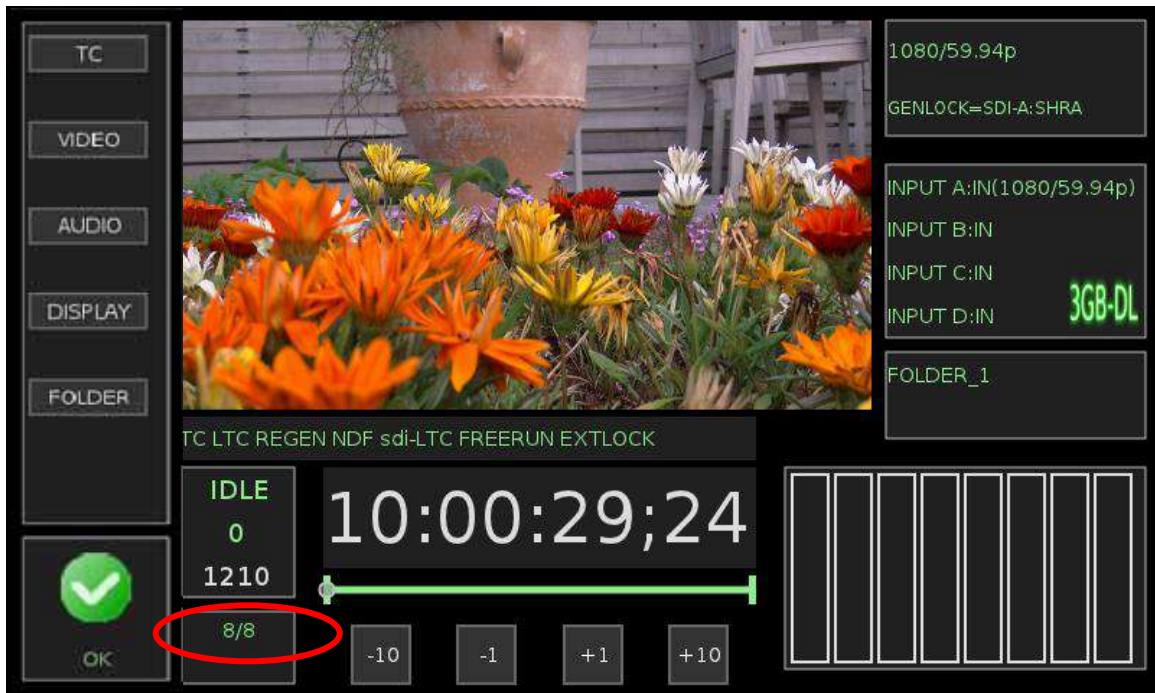 TC
VIDEO
AUDIO
DISPLAY
FOLDER
OK
1080/59.94p
GENLOCK=SDI-A:SHRA
INPUT A:IN(1080/59.94p)
INPUT B:IN
INPUT C:IN
INPUT D:IN
3GB-DL
FOLDER_1
TC LTC REGEN NDF sdi-LTC FREERUN EXTLOCK
IDLE
0
1210
10:00:29;24
8/8
-10 -1 +1 +10